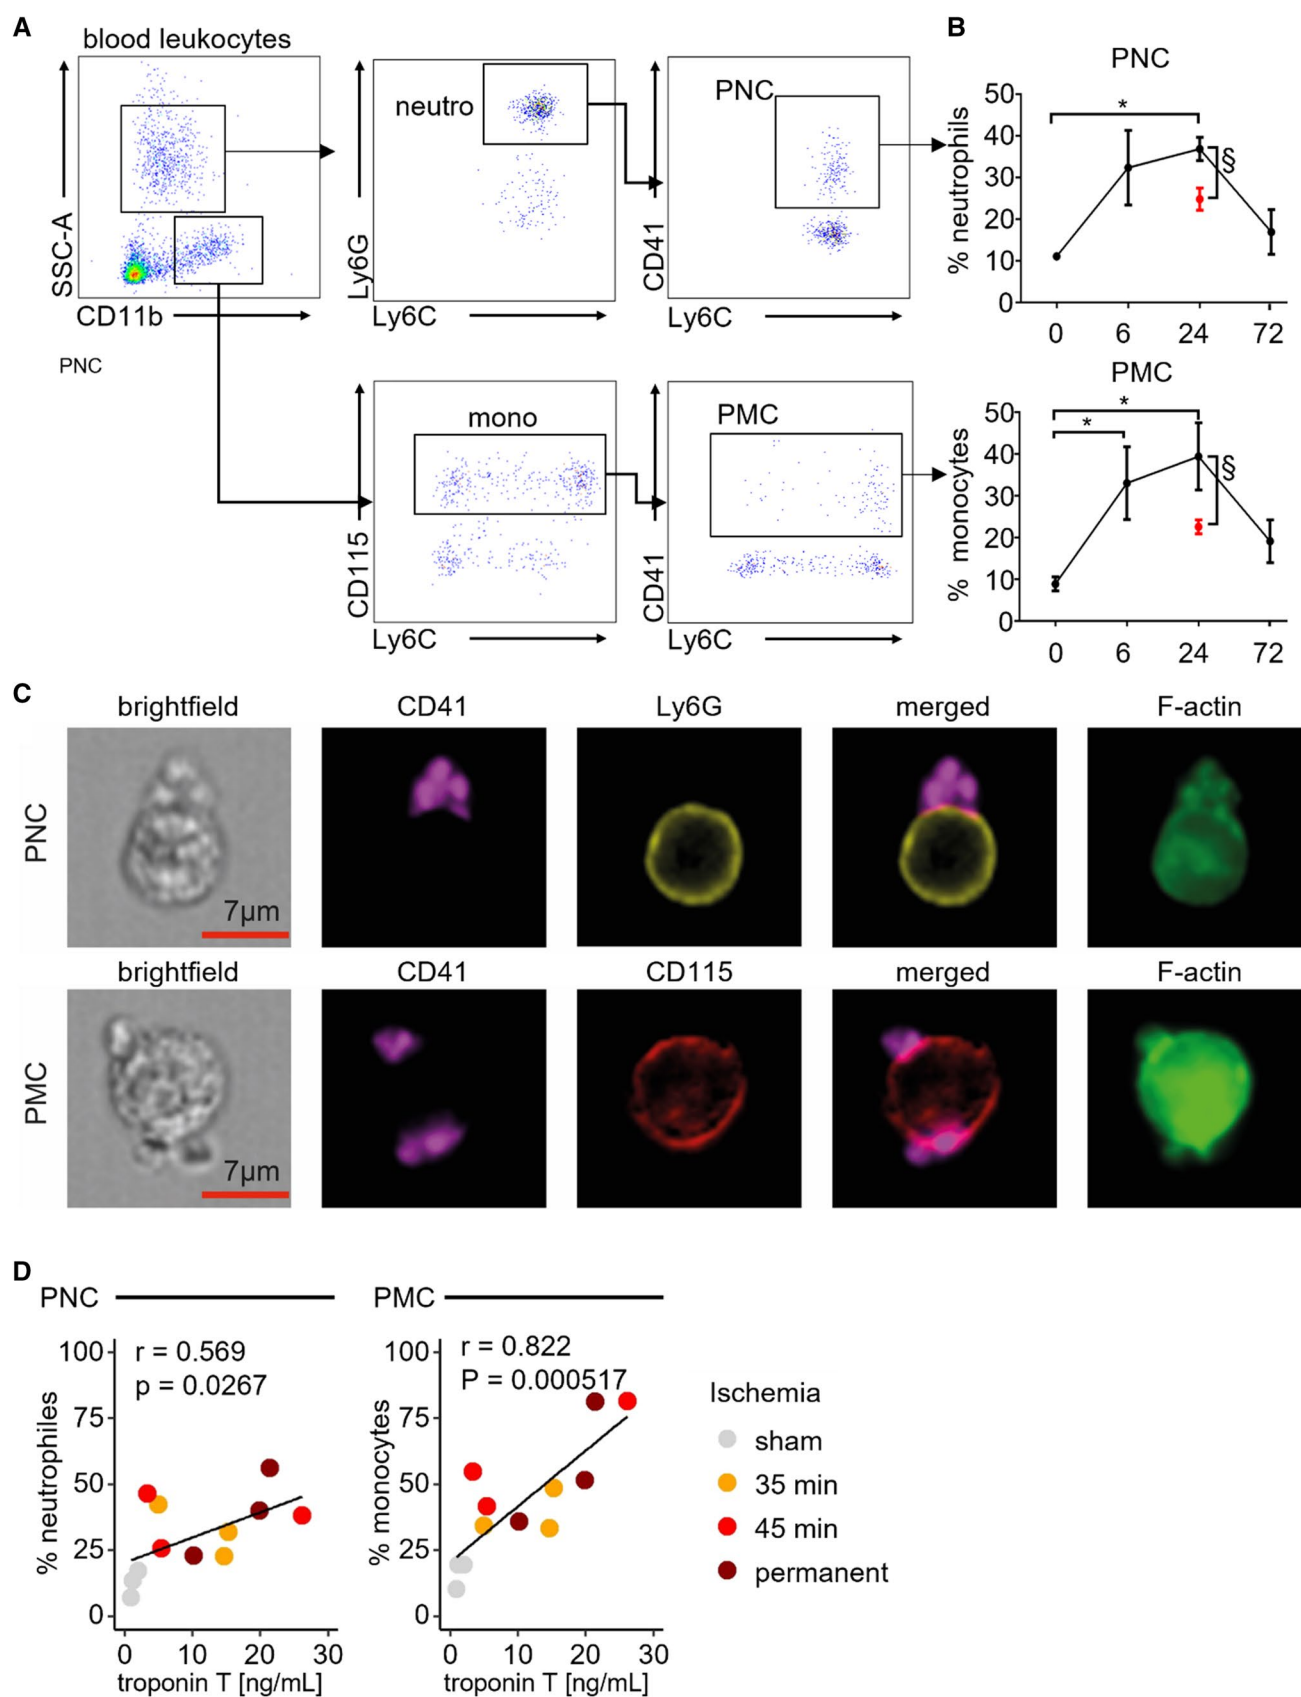 A
blood leukocytes
SSC-A
CD11b
neutro
Ly6G
Ly6C
PNC
CD41
Ly6C
PNC
mono
CD115
Ly6C
PMC
CD41
Ly6C
B
PNC
% neutrophils
50
40
30
20
10
0
*
§
0 6 24 72
PMC
% monocytes
50
40
30
20
10
0
*
*
§
0 6 24 72
C
brightfield CD41 Ly6G merged F-actin
PNC
7µm
brightfield CD41 CD115 merged F-actin
PMC
7µm
D
PNC
r = 0.569
p = 0.0267
% neutrophiles
100
75
50
25
0
0 10 20 30
troponin T [ng/mL]
PMC
r = 0.822
P = 0.000517
% monocytes
100
75
50
25
0
0 10 20 30
troponin T [ng/mL]
Ischemia
sham
35 min
45 min
permanent